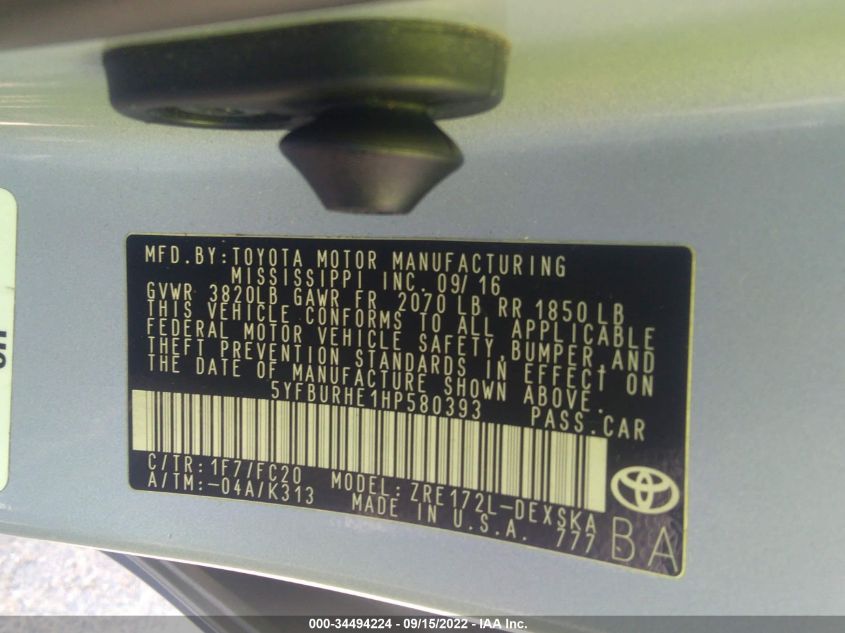 MFD.BY: TOYOTA MOTOR MANUFACTURING
MISSISSIPPI INC. 09/16
GVWR 3820LB GAWR FR 2070 LB RR 1850 LB
THIS VEHICLE CONFORMS TO ALL APPLICABLE
FEDERAL MOTOR VEHICLE SAFETY, BUMPER, AND
THEFT PREVENTION STANDARDS IN EFFECT ON
THE DATE OF MANUFACTURE SHOWN ABOVE.
5YFBURHE1HP580393 PASS.CAR
C/TR: 1F7/FC20 MODEL: ZRE172L-DEXSKA
A/TM: -04A/K313 MADE IN U.S.A. 777
BA
000-34494224 - 09/15/2022 - IAA Inc.